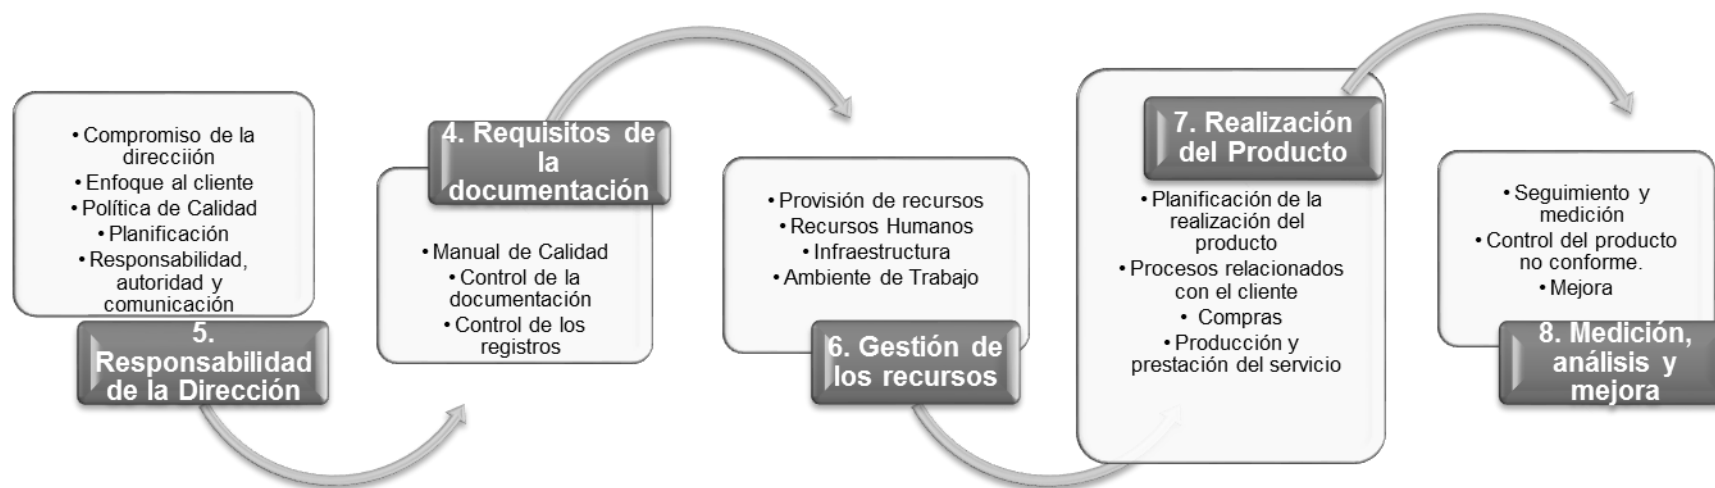 • Compromiso de la
direcciión
• Enfoque al cliente
• Política de Calidad
• Planificación
• Responsabilidad,
autoridad y
comunicación
5.
Responsabilidad
de la Dirección
4. Requisitos de
la
documentación
• Manual de Calidad
• Control de la
documentación
• Control de los
registros
• Provisión de recursos
• Recursos Humanos
• Infraestructura
• Ambiente de Trabajo
6. Gestión de
los recursos
7. Realización
del Producto
• Planificación de la
realización del
producto
• Procesos relacionados
con el cliente
• Compras
• Producción y
prestación del servicio
• Seguimiento y
medición
• Control del producto
no conforme.
• Mejora
8. Medición,
análisis y
mejora